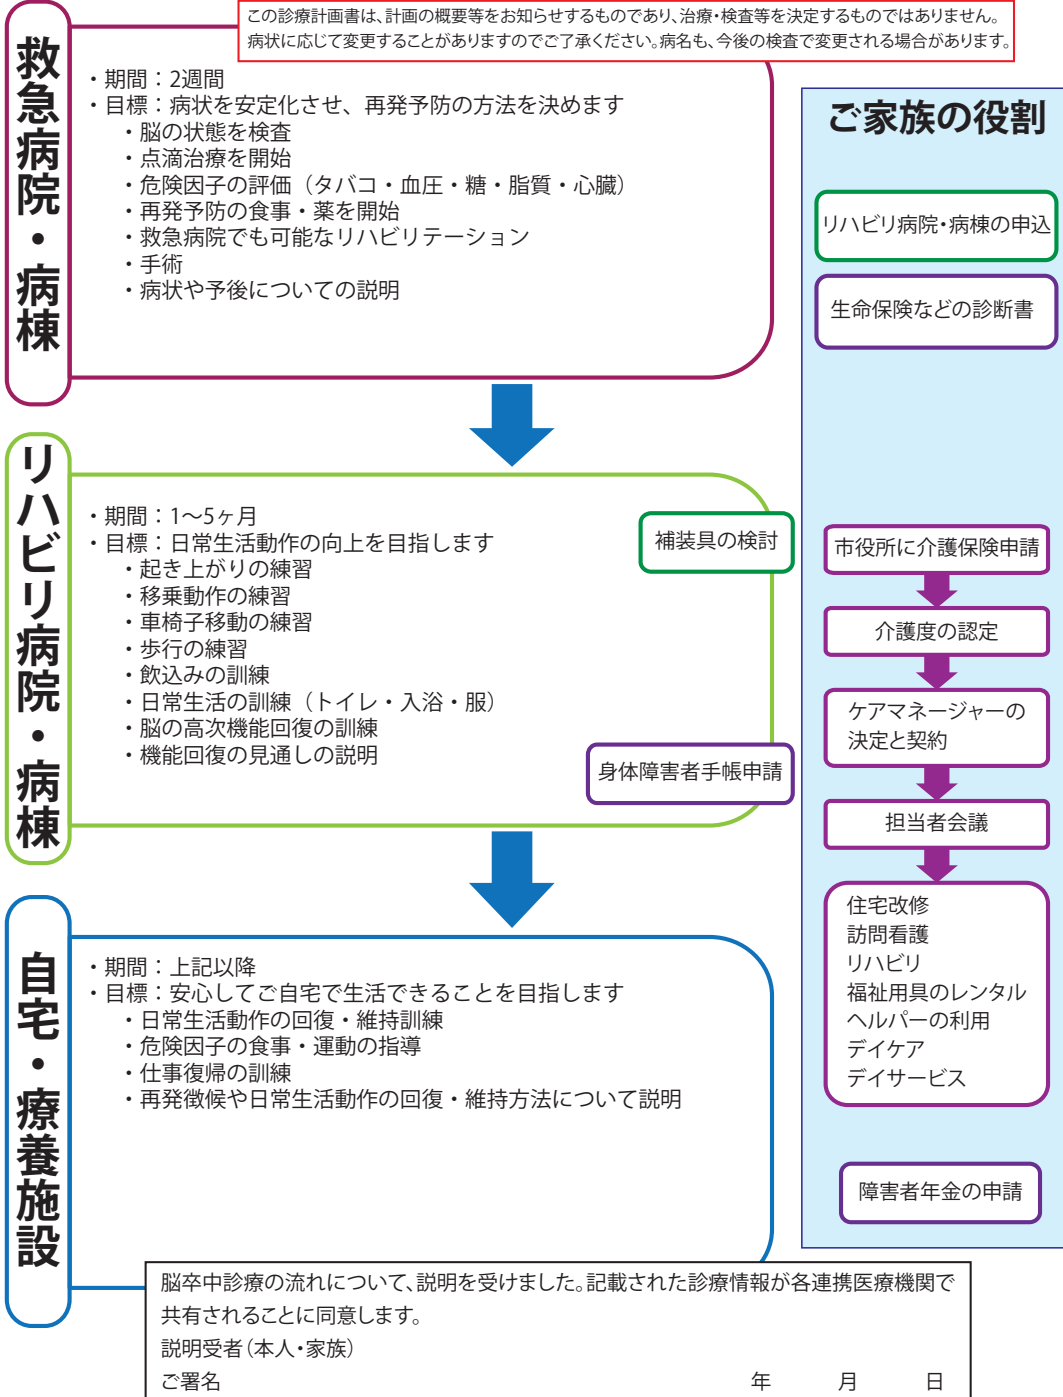 この診療計画書は、計画の概要等をお知らせするものであり、治療・検査等を決定するものではありません。
病状に応じて変更することがありますのでご了承ください。病名も、今後の検査で変更される場合があります。
救急病院・病棟
・期間：2週間
・目標：病状を安定化させ、再発予防の方法を決めます
・脳の状態を検査
・点滴治療を開始
・危険因子の評価（タバコ・血圧・糖・脂質・心臓）
・再発予防の食事・薬を開始
・救急病院でも可能なリハビリテーション
・手術
・病状や予後についての説明
リハビリ病院・病棟
・期間：1〜5ヶ月
・目標：日常生活動作の向上を目指します
・起き上がりの練習
・移乗動作の練習
・車椅子移動の練習
・歩行の練習
・飲込みの訓練
・日常生活の訓練（トイレ・入浴・服）
・脳の高次機能回復の訓練
・機能回復の見通しの説明
補装具の検討
身体障害者手帳申請
自宅・療養施設
・期間：上記以降
・目標：安心してご自宅で生活できることを目指します
・日常生活動作の回復・維持訓練
・危険因子の食事・運動の指導
・仕事復帰の訓練
・再発徴候や日常生活動作の回復・維持方法について説明
ご家族の役割
リハビリ病院・病棟の申込
生命保険などの診断書
市役所に介護保険申請
介護度の認定
ケアマネージャーの
決定と契約
担当者会議
住宅改修
訪問看護
リハビリ
福祉用具のレンタル
ヘルパーの利用
デイケア
デイサービス
障害者年金の申請
脳卒中診療の流れについて、説明を受けました。記載された診療情報が各連携医療機関で
共有されることに同意します。
説明受者（本人・家族）
ご署名 年 月 日